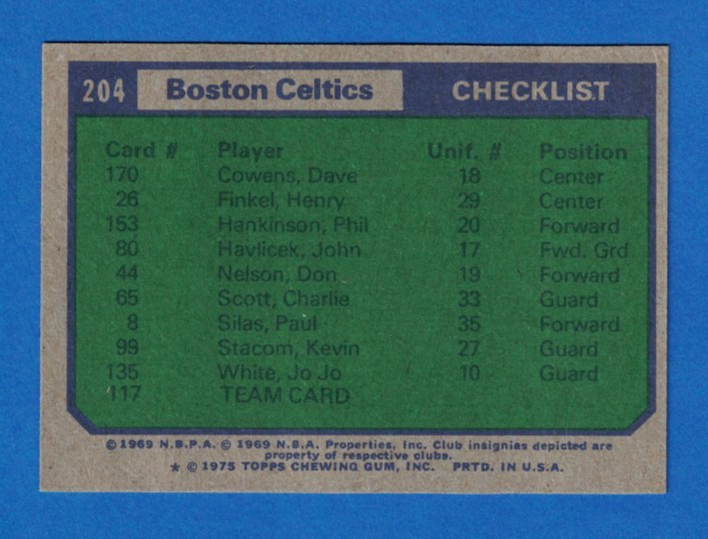 204 Boston Celtics CHECKLIST
Card # Player Unif. # Position
170 Cowens, Dave 18 Center
26 Finkel, Henry 29 Center
153 Hankinson, Phil 20 Forward
80 Havlicek, John 17 Fwd. Grd
44 Nelson, Don 19 Forward
65 Scott, Charlie 33 Guard
8 Silas, Paul 35 Forward
99 Stacom, Kevin 27 Guard
135 White, Jo Jo 10 Guard
117 TEAM CARD
© 1969 N.B.P.A. © 1969 N.B.A. Properties, Inc. Club insignias depicted are
property of respective clubs.
* © 1975 TOPPS CHEWING GUM, INC. PRTD. IN U.S.A.